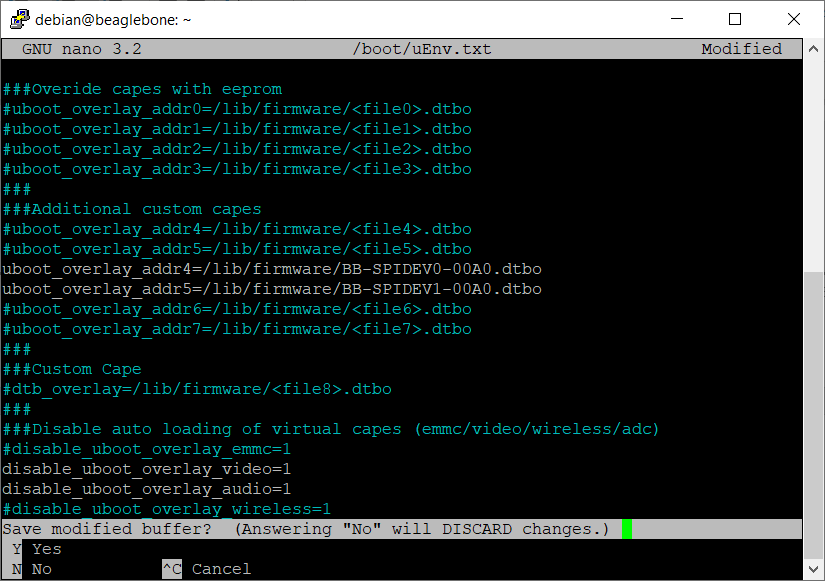 debian@beaglebone: ~
GNU nano 3.2 /boot/uEnv.txt Modified
###Overide capes with eeprom
#uboot_overlay_addr0=/lib/firmware/<file0>.dtbo
#uboot_overlay_addr1=/lib/firmware/<file1>.dtbo
#uboot_overlay_addr2=/lib/firmware/<file2>.dtbo
#uboot_overlay_addr3=/lib/firmware/<file3>.dtbo
###
###Additional custom capes
#uboot_overlay_addr4=/lib/firmware/<file4>.dtbo
#uboot_overlay_addr5=/lib/firmware/<file5>.dtbo
uboot_overlay_addr4=/lib/firmware/BB-SPIDEV0-00A0.dtbo
uboot_overlay_addr5=/lib/firmware/BB-SPIDEV1-00A0.dtbo
#uboot_overlay_addr6=/lib/firmware/<file6>.dtbo
#uboot_overlay_addr7=/lib/firmware/<file7>.dtbo
###
###Custom Cape
#dtb_overlay=/lib/firmware/<file8>.dtbo
###
###Disable auto loading of virtual capes (emmc/video/wireless/adc)
#disable_uboot_overlay_emmc=1
disable_uboot_overlay_video=1
disable_uboot_overlay_audio=1
#disable_uboot_overlay_wireless=1
Save modified buffer?  (Answering "No" will DISCARD changes.)
Y Yes
N No ^C Cancel